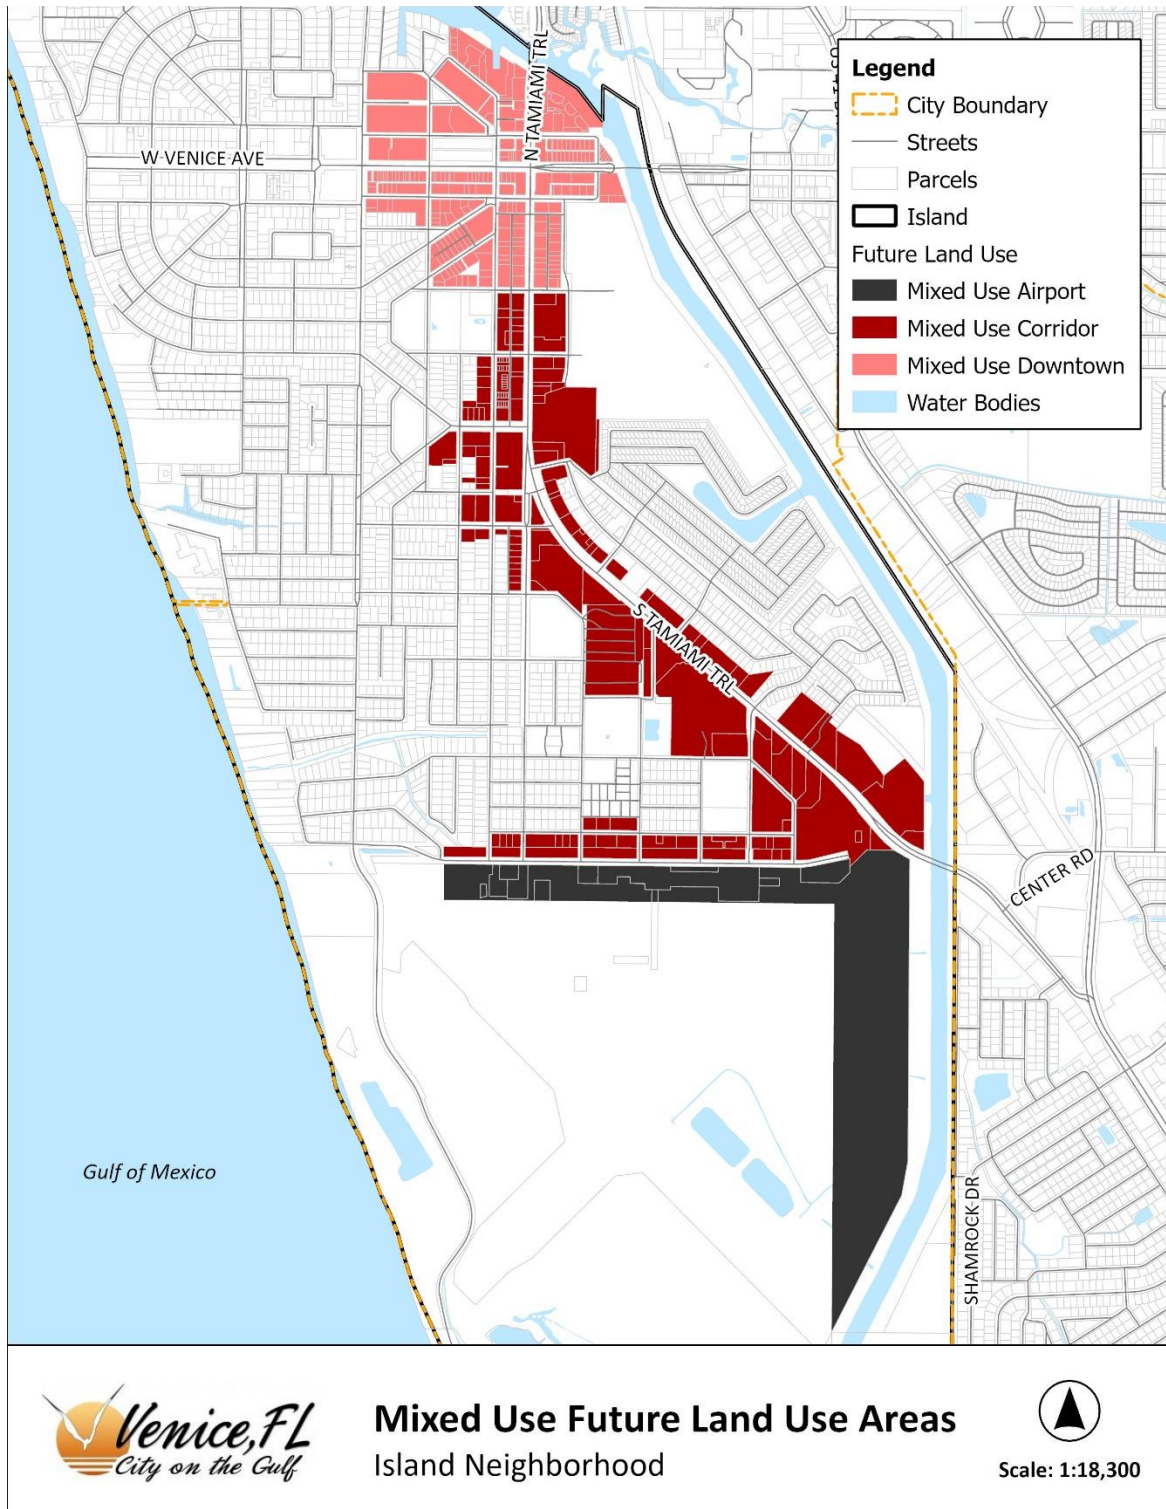 N TAMIAMI TRL
W VENICE AVE
Legend
City Boundary
Streets
Parcels
Island
Future Land Use
Mixed Use Airport
Mixed Use Corridor
Mixed Use Downtown
Water Bodies
S TAMIAMI TRL
CENTER RD
Gulf of Mexico
SHAMROCK DR
Venice, FL
City on the Gulf
Mixed Use Future Land Use Areas
Island Neighborhood
Scale: 1:18,300